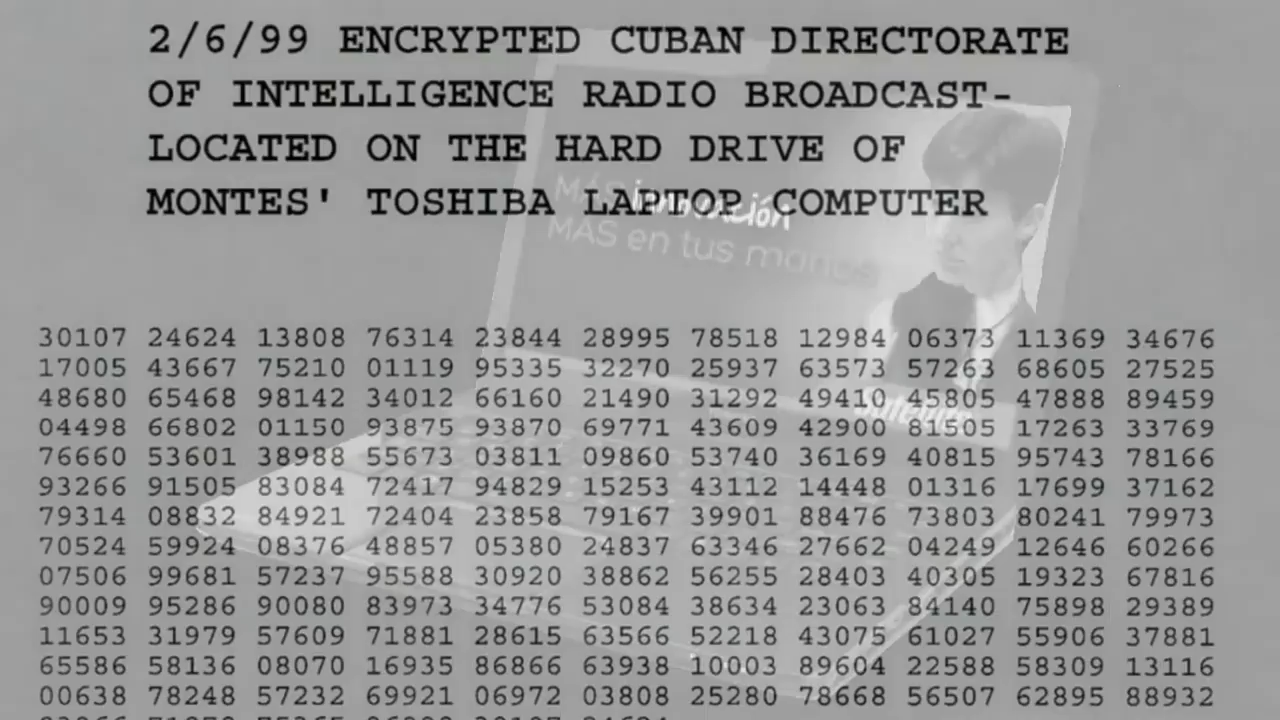 2/6/99 ENCRYPTED CUBAN DIRECTORATE
OF INTELLIGENCE RADIO BROADCAST-
LOCATED ON THE HARD DRIVE OF
MONTES' TOSHIBA LAPTOP COMPUTER
MÁS innovación
MÁS en tus manos
30107 24624 13808 76314 23844 28995 78518 12984 06373 11369 34676
17005 43667 75210 01119 95335 32270 25937 63573 57263 68605 27525
48680 65468 98142 34012 66160 21490 31292 49410 45805 47888 89459
04498 66802 01150 93875 93870 69771 43609 42900 81505 17263 33769
76660 53601 38988 55673 03811 09860 53740 36169 40815 95743 78166
93266 91505 83084 72417 94829 15253 43112 14448 01316 17699 37162
79314 08832 84921 72404 23858 79167 39901 88476 73803 80241 79973
70524 59924 08376 48857 05380 24837 63346 27662 04249 12646 60266
07506 99681 57237 95588 30920 38862 56255 28403 40305 19323 67816
90009 95286 90080 83973 34776 53084 38634 23063 84140 75898 29389
11653 31979 57609 71881 28615 63566 52218 43075 61027 55906 37881
65586 58136 08070 16935 86866 63938 10003 89604 22588 58309 13116
00638 78248 57232 69921 06972 03808 25280 78668 56507 62895 88932